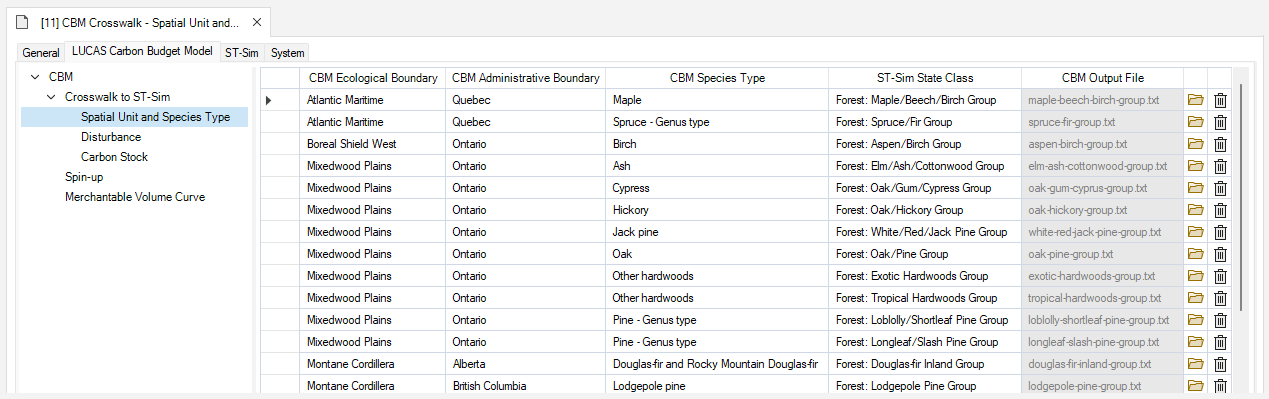 [11] CBM Crosswalk - Spatial Unit and...
General LUCAS Carbon Budget Model ST-Sim System
CBM
Crosswalk to ST-Sim
Spatial Unit and Species Type
Disturbance
Carbon Stock
Spin-up
Merchantable Volume Curve
CBM Ecological Boundary CBM Administrative Boundary CBM Species Type ST-Sim State Class CBM Output File
Atlantic Maritime Quebec Maple Forest: Maple/Beech/Birch Group maple-beech-birch-group.txt
Atlantic Maritime Quebec Spruce - Genus type Forest: Spruce/Fir Group spruce-fir-group.txt
Boreal Shield West Ontario Birch Forest: Aspen/Birch Group aspen-birch-group.txt
Mixedwood Plains Ontario Ash Forest: Elm/Ash/Cottonwood Group elm-ash-cottonwood-group.txt
Mixedwood Plains Ontario Cypress Forest: Oak/Gum/Cypress Group oak-gum-cyprus-group.txt
Mixedwood Plains Ontario Hickory Forest: Oak/Hickory Group oak-hickory-group.txt
Mixedwood Plains Ontario Jack pine Forest: White/Red/Jack Pine Group white-red-jack-pine-group.txt
Mixedwood Plains Ontario Oak Forest: Oak/Pine Group oak-pine-group.txt
Mixedwood Plains Ontario Other hardwoods Forest: Exotic Hardwoods Group exotic-hardwoods-group.txt
Mixedwood Plains Ontario Other hardwoods Forest: Tropical Hardwoods Group tropical-hardwoods-group.txt
Mixedwood Plains Ontario Pine - Genus type Forest: Loblolly/Shortleaf Pine Group loblolly-shortleaf-pine-group.txt
Mixedwood Plains Ontario Pine - Genus type Forest: Longleaf/Slash Pine Group longleaf-slash-pine-group.txt
Montane Cordillera Alberta Douglas-fir and Rocky Mountain Douglas-fir Forest: Douglas-fir Inland Group douglas-fir-inland-group.txt
Montane Cordillera British Columbia Lodgepole pine Forest: Lodgepole Pine Group lodgepole-pine-group.txt